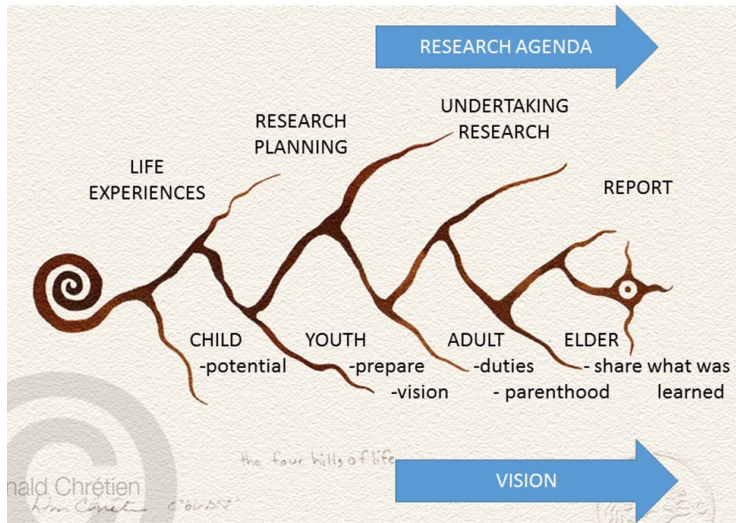 RESEARCH AGENDA
UNDERTAKING
RESEARCH
RESEARCH
PLANNING
LIFE
EXPERIENCES
REPORT
CHILD
-potential
YOUTH
-prepare
-vision
ADULT
-duties
- parenthood
ELDER
- share what was
learned
the four hills of life
VISION
©
nald Chrétien